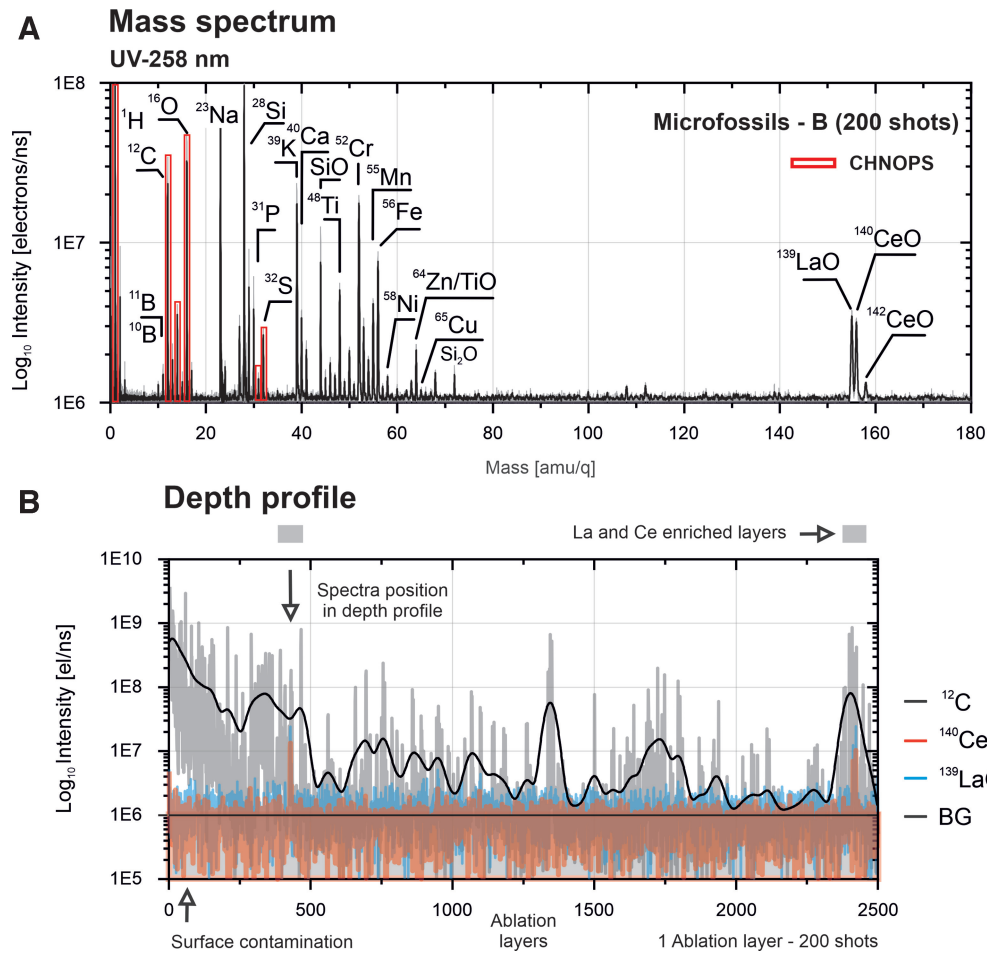 A
Mass spectrum
UV-258 nm
Log₁₀ Intensity [electrons/ns]
1E8
1E7
1E6
¹H
¹²C
¹⁶O
²³Na
²⁸Si
³⁹K
⁴⁰Ca
SiO
⁴⁸Ti
⁵²Cr
⁵⁵Mn
⁵⁶Fe
³¹P
³²S
¹¹B
¹⁰B
⁵⁸Ni
⁶⁴Zn/TiO
⁶⁵Cu
Si₂O
Microfossils - B (200 shots)
CHNOPS
¹³⁹LaO
¹⁴⁰CeO
¹⁴²CeO
0 20 40 60 80 100 120 140 160 180
Mass [amu/q]
B
Depth profile
La and Ce enriched layers
Spectra position
in depth profile
Log₁₀ Intensity [el/ns]
1E10
1E9
1E8
1E7
1E6
1E5
¹²C
¹⁴⁰Ce
¹³⁹La
BG
0 500 1000 1500 2000 2500
Surface contamination
Ablation
layers
1 Ablation layer - 200 shots